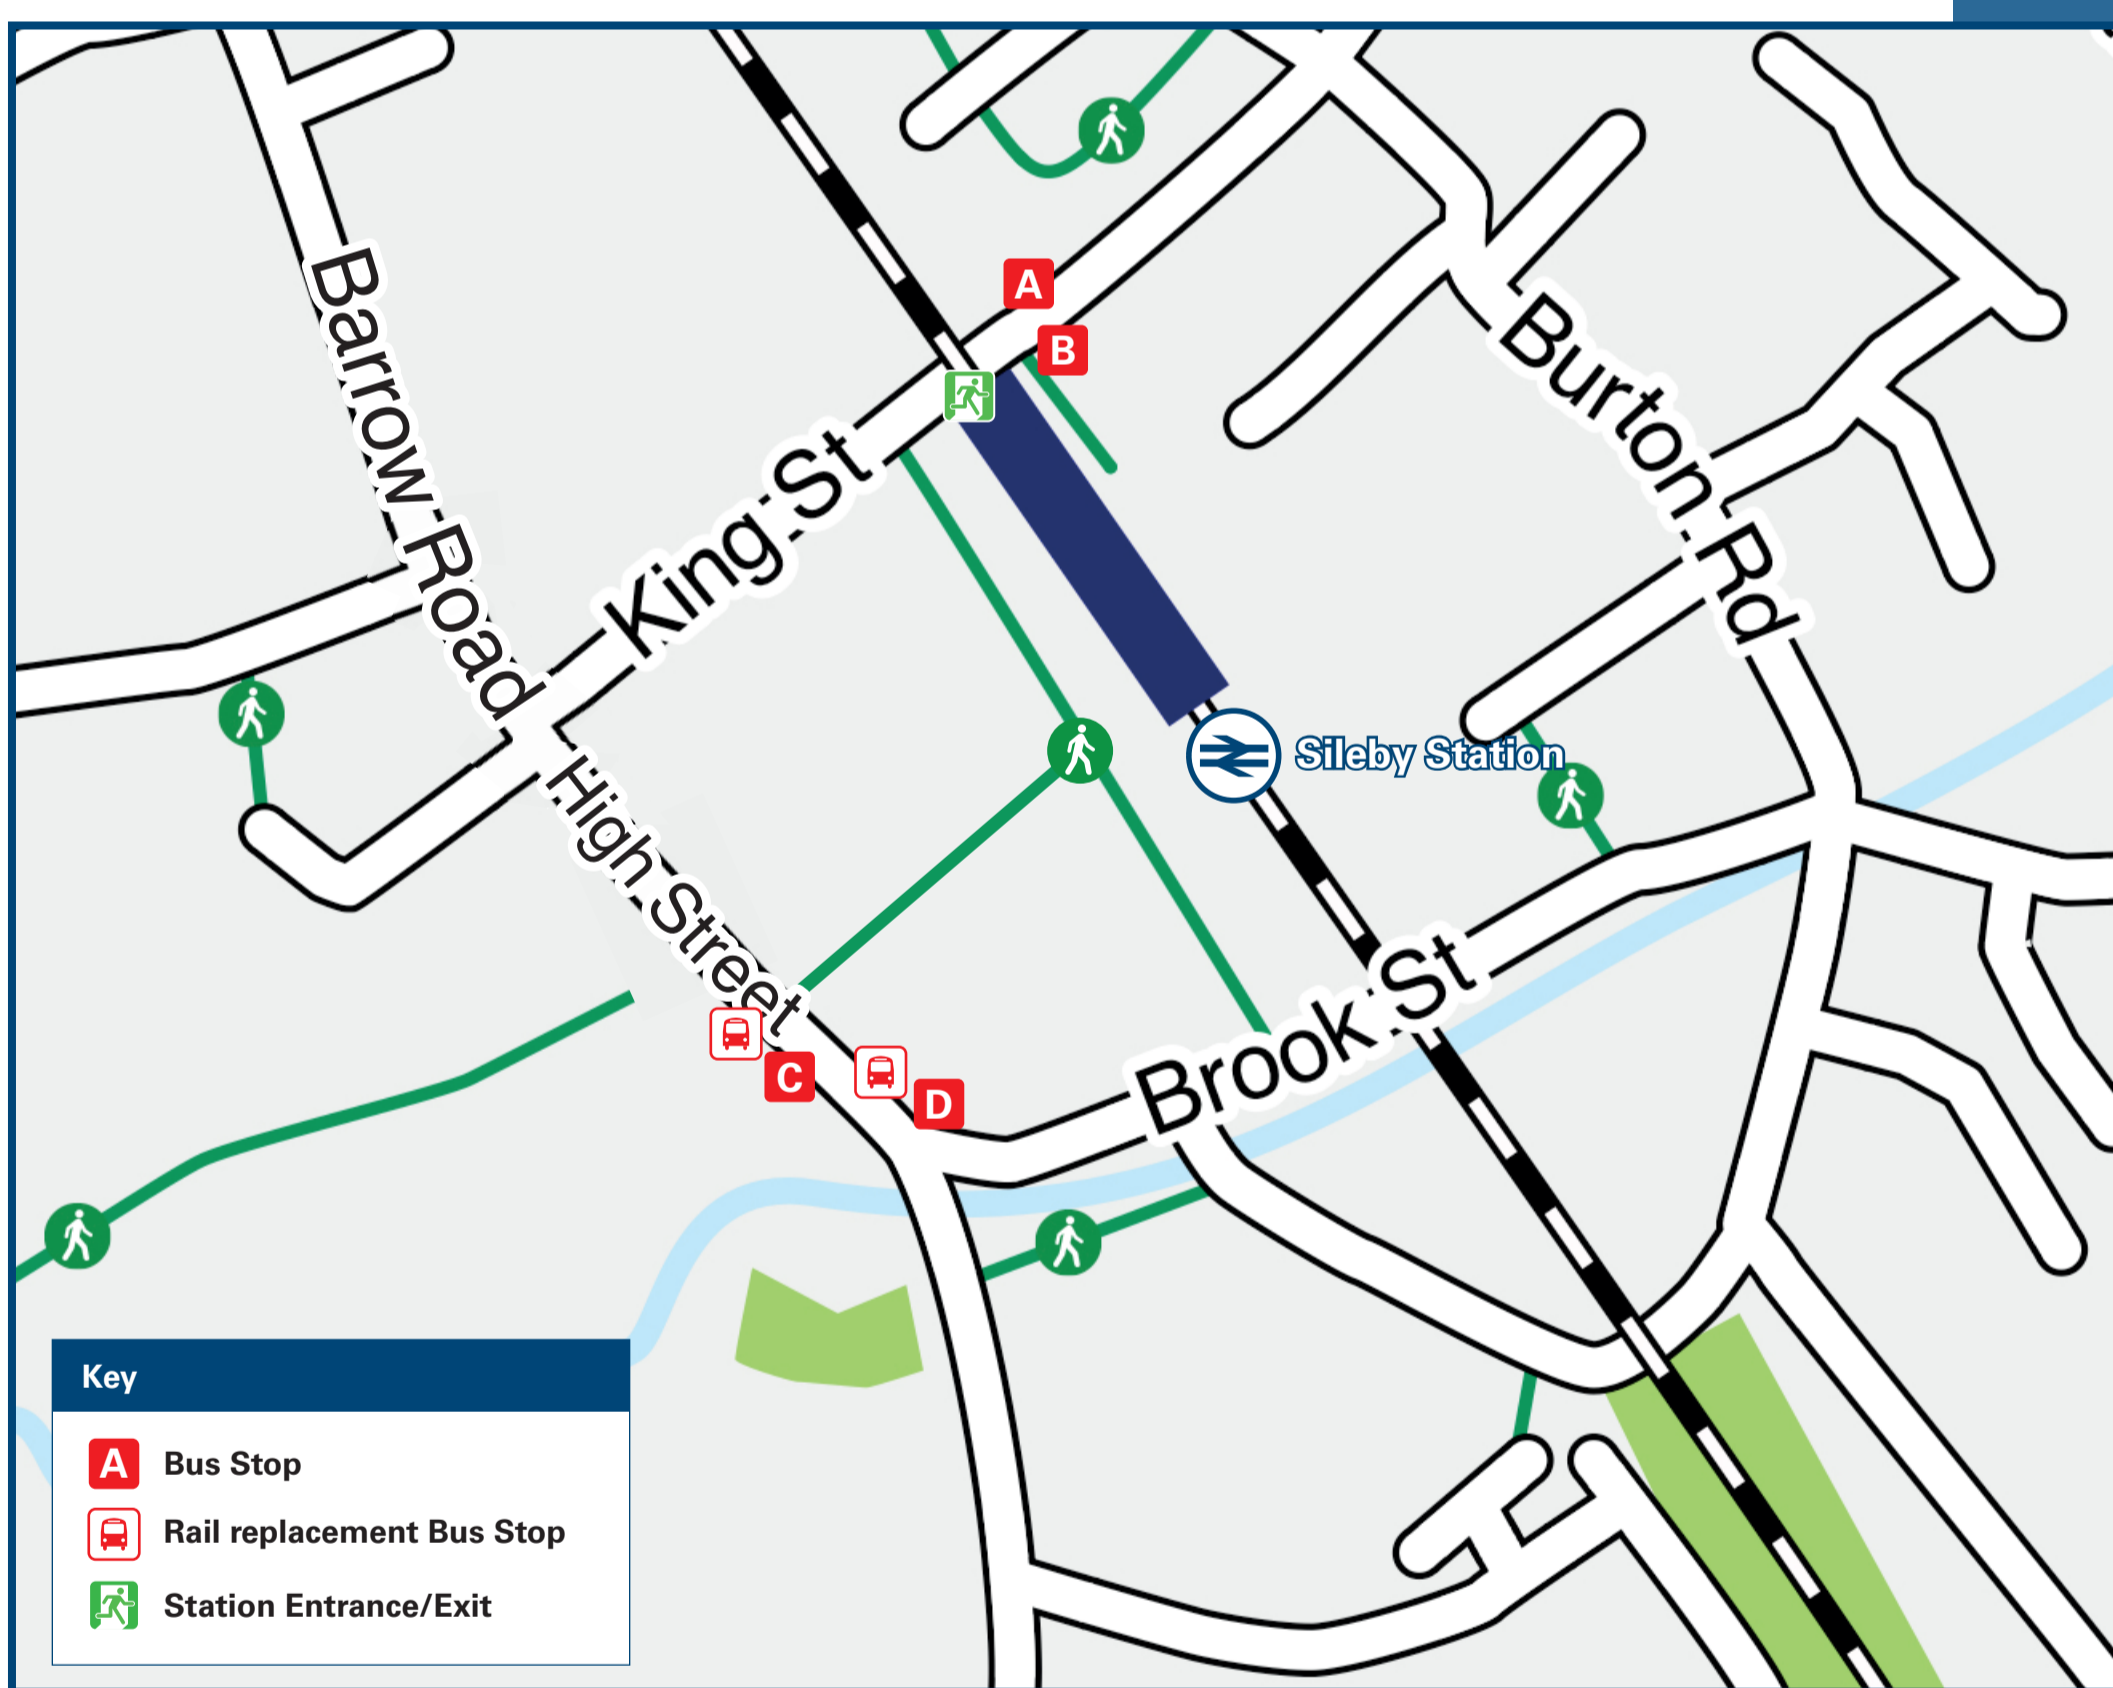 A
B
Barrow Road
King St
Burton Rd
Sileby Station
High Street
Brook St
C
D
Key
A Bus Stop
Rail replacement Bus Stop
Station Entrance/Exit